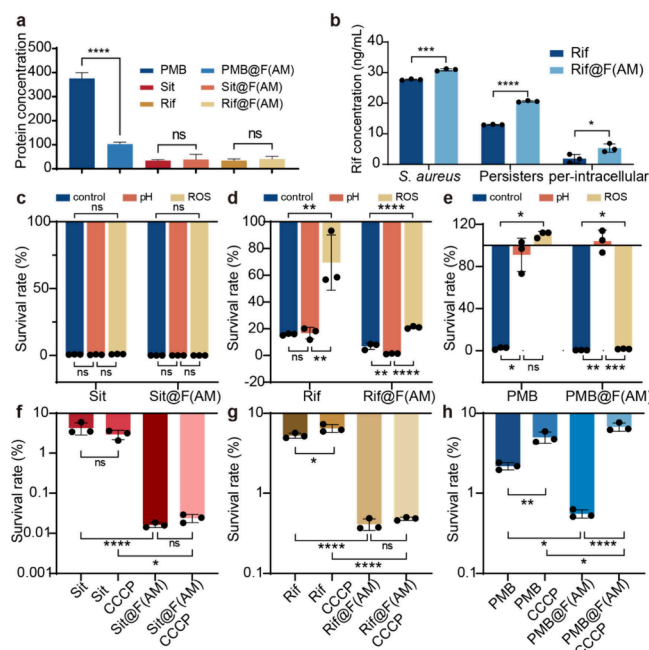 a
Protein concentration
500
400
300
200
100
0
****
ns
ns
PMB
PMB@F(AM)
Sit
Sit@F(AM)
Rif
Rif@F(AM)
b
Rif concentration (ng/mL)
40
30
20
10
0
***
****
*
Rif
Rif@F(AM)
S. aureus
Persisters
per-intracellular
c
control
pH
ROS
Survival rate (%)
100
75
50
25
0
ns
ns
ns
ns
ns
ns
Sit
Sit@F(AM)
d
control
pH
ROS
Survival rate (%)
100
80
60
40
20
0
-20
**
****
ns
**
**
****
Rif
Rif@F(AM)
e
control
pH
ROS
Survival rate (%)
120
80
40
0
*
*
*
ns
**
***
PMB
PMB@F(AM)
f
Survival rate (%)
10
1
0.1
0.01
0.001
ns
****
ns
*
Sit
Sit
CCCP
Sit@F(AM)
Sit@F(AM)
CCCP
g
Survival rate (%)
10
1
0.1
*
****
ns
****
Rif
Rif
CCCP
Rif@F(AM)
Rif@F(AM)
CCCP
h
Survival rate (%)
10
1
0.1
**
*
****
*
PMB
PMB
CCCP
PMB@F(AM)
PMB@F(AM)
CCCP